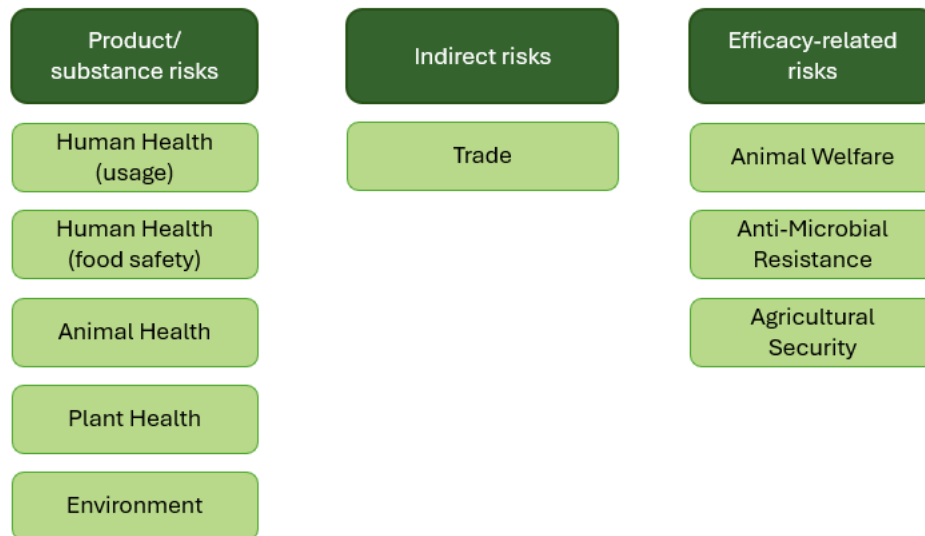 Product/
substance risks
Human Health
(usage)
Human Health
(food safety)
Animal Health
Plant Health
Environment
Indirect risks
Trade
Efficacy-related
risks
Animal Welfare
Anti-Microbial
Resistance
Agricultural
Security